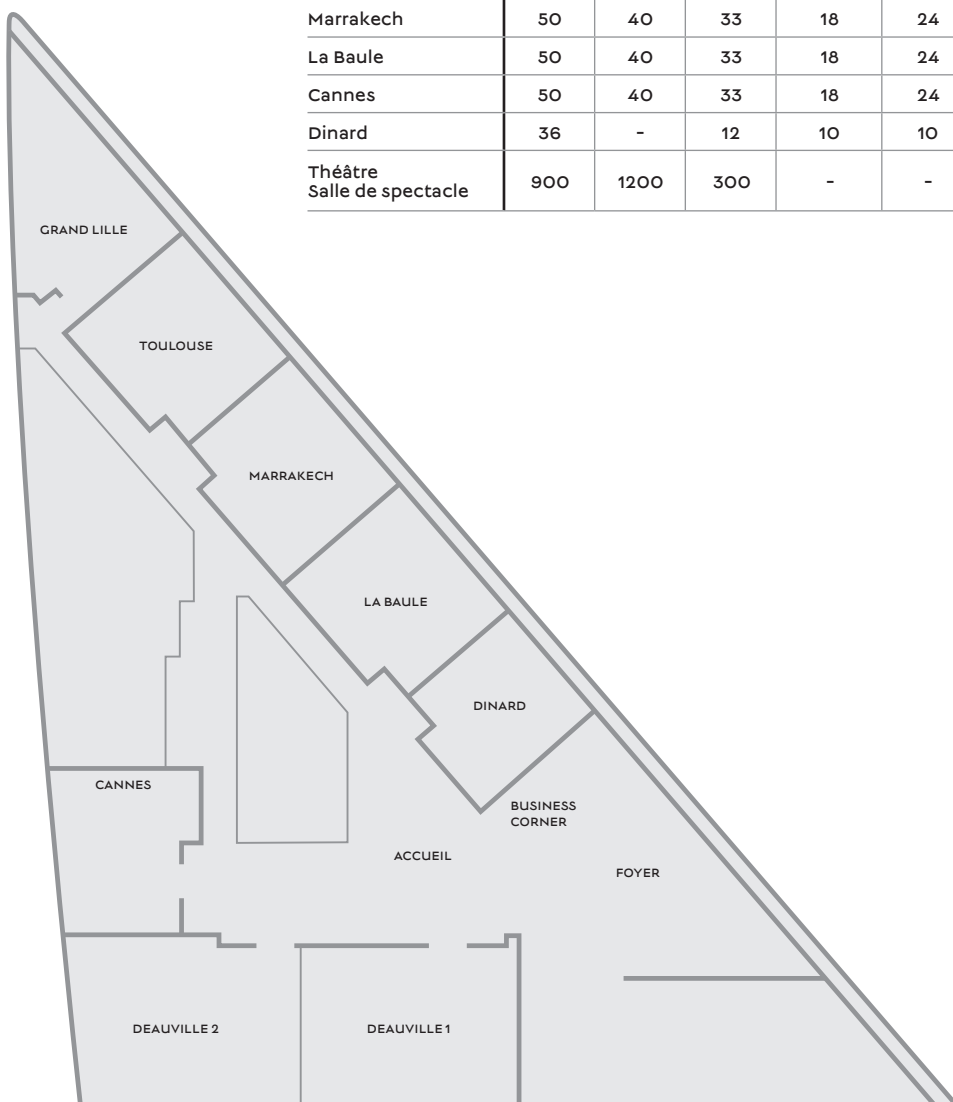 Marrakech 50 40 33 18 24
La Baule 50 40 33 18 24
Cannes 50 40 33 18 24
Dinard 36 - 12 10 10
Théâtre
Salle de spectacle 900 1200 300 - -
GRAND LILLE
TOULOUSE
MARRAKECH
LA BAULE
DINARD
CANNES
BUSINESS
CORNER
ACCUEIL
FOYER
DEAUVILLE 2
DEAUVILLE 1